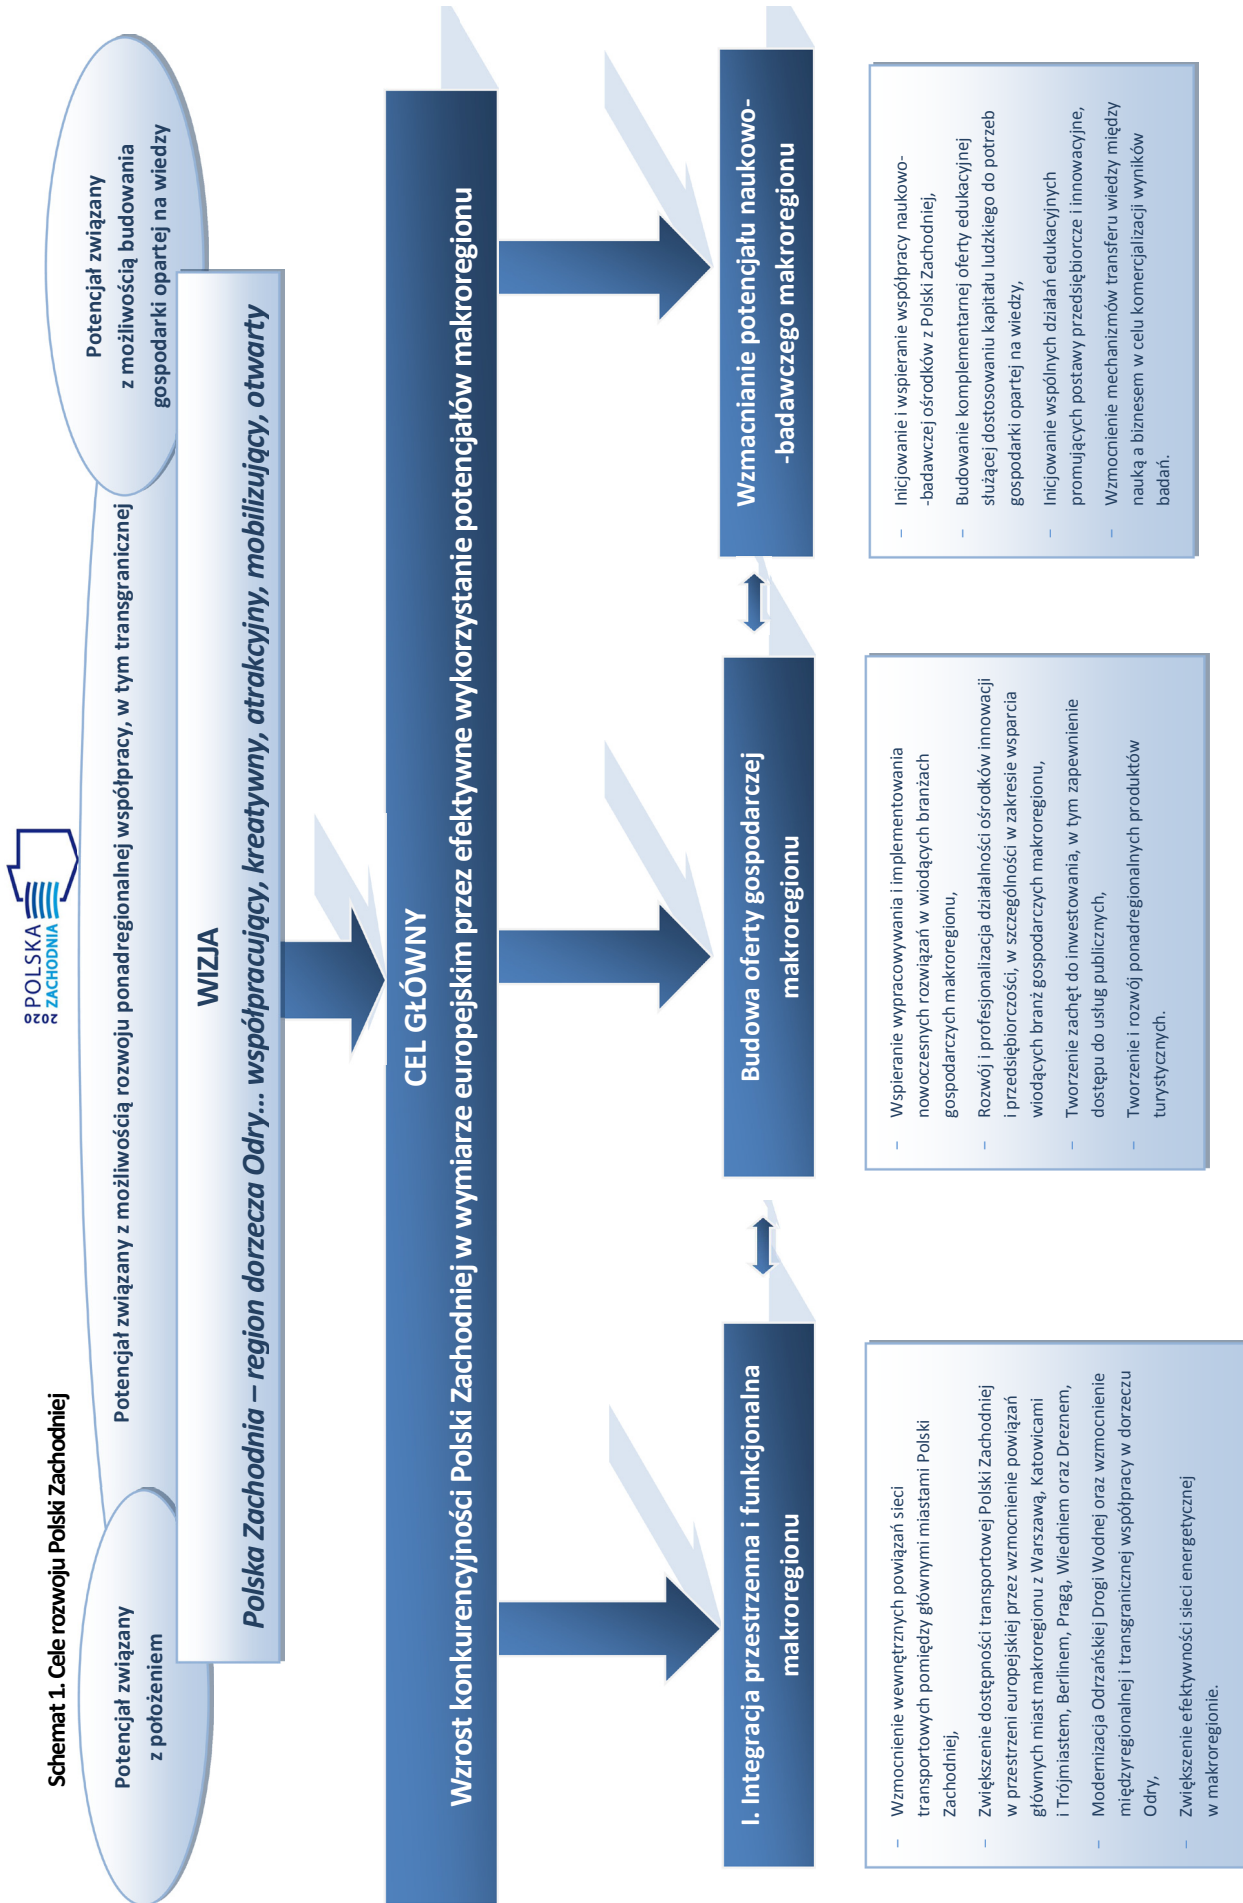 Schemat 1. Cele rozwoju Polski Zachodniej
2020 POLSKA
ZACHODNIA
Potencjał związany
z położeniem
Potencjał związany z możliwością rozwoju ponadregionalnej współpracy, w tym transgranicznej
Potencjał związany
z możliwością budowania
gospodarki opartej na wiedzy
WIZJA
Polska Zachodnia – region dorzecza Odry... współpracujący, kreatywny, atrakcyjny, mobilizujący, otwarty
CEL GŁÓWNY
Wzrost konkurencyjności Polski Zachodniej w wymiarze europejskim przez efektywne wykorzystanie potencjałów makroregionu
I. Integracja przestrzenna i funkcjonalna
makroregionu
– Wzmocnienie wewnętrznych powiązań sieci
transportowych pomiędzy głównymi miastami Polski
Zachodniej,
– Zwiększenie dostępności transportowej Polski Zachodniej
w przestrzeni europejskiej przez wzmocnienie powiązań
głównych miast makroregionu z Warszawą, Katowicami
i Trójmiastem, Berlinem, Pragą, Wiedniem oraz Dreznem,
– Modernizacja Odrzańskiej Drogi Wodnej oraz wzmocnienie
międzyregionalnej i transgranicznej współpracy w dorzeczu
Odry,
– Zwiększenie efektywności sieci energetycznej
w makroregionie.
Budowa oferty gospodarczej
makroregionu
– Wspieranie wypracowywania i implementowania
nowoczesnych rozwiązań w wiodących branżach
gospodarczych makroregionu,
– Rozwój i profesjonalizacja działalności ośrodków innowacji
i przedsiębiorczości, w szczególności w zakresie wsparcia
wiodących branż gospodarczych makroregionu,
– Tworzenie zachęt do inwestowania, w tym zapewnienie
dostępu do usług publicznych,
– Tworzenie i rozwój ponadregionalnych produktów
turystycznych.
Wzmacnianie potencjału naukowo-
-badawczego makroregionu
– Inicjowanie i wspieranie współpracy naukowo-
-badawczej ośrodków z Polski Zachodniej,
– Budowanie komplementarnej oferty edukacyjnej
służącej dostosowaniu kapitału ludzkiego do potrzeb
gospodarki opartej na wiedzy,
– Inicjowanie wspólnych działań edukacyjnych
promujących postawy przedsiębiorcze i innowacyjne,
– Wzmocnienie mechanizmów transferu wiedzy między
nauką a biznesem w celu komercjalizacji wyników
badań.